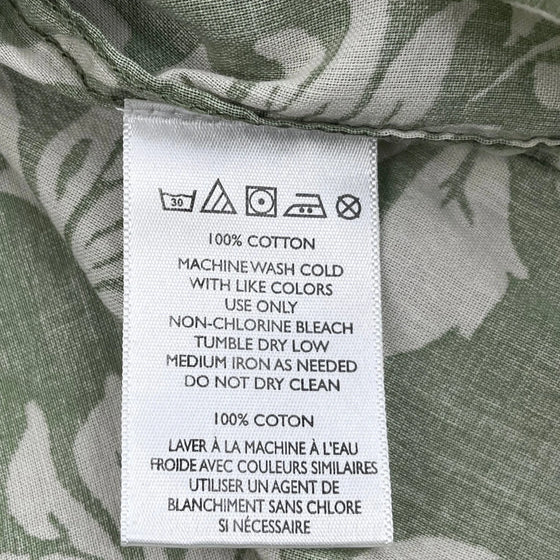 30
100% COTTON
MACHINE WASH COLD
WITH LIKE COLORS
USE ONLY
NON-CHLORINE BLEACH
TUMBLE DRY LOW
MEDIUM IRON AS NEEDED
DO NOT DRY CLEAN
100% COTON
LAVER À LA MACHINE À L'EAU
FROIDE AVEC COULEURS SIMILAIRES
UTILISER UN AGENT DE
BLANCHIMENT SANS CHLORE
SI NÉCESSAIRE